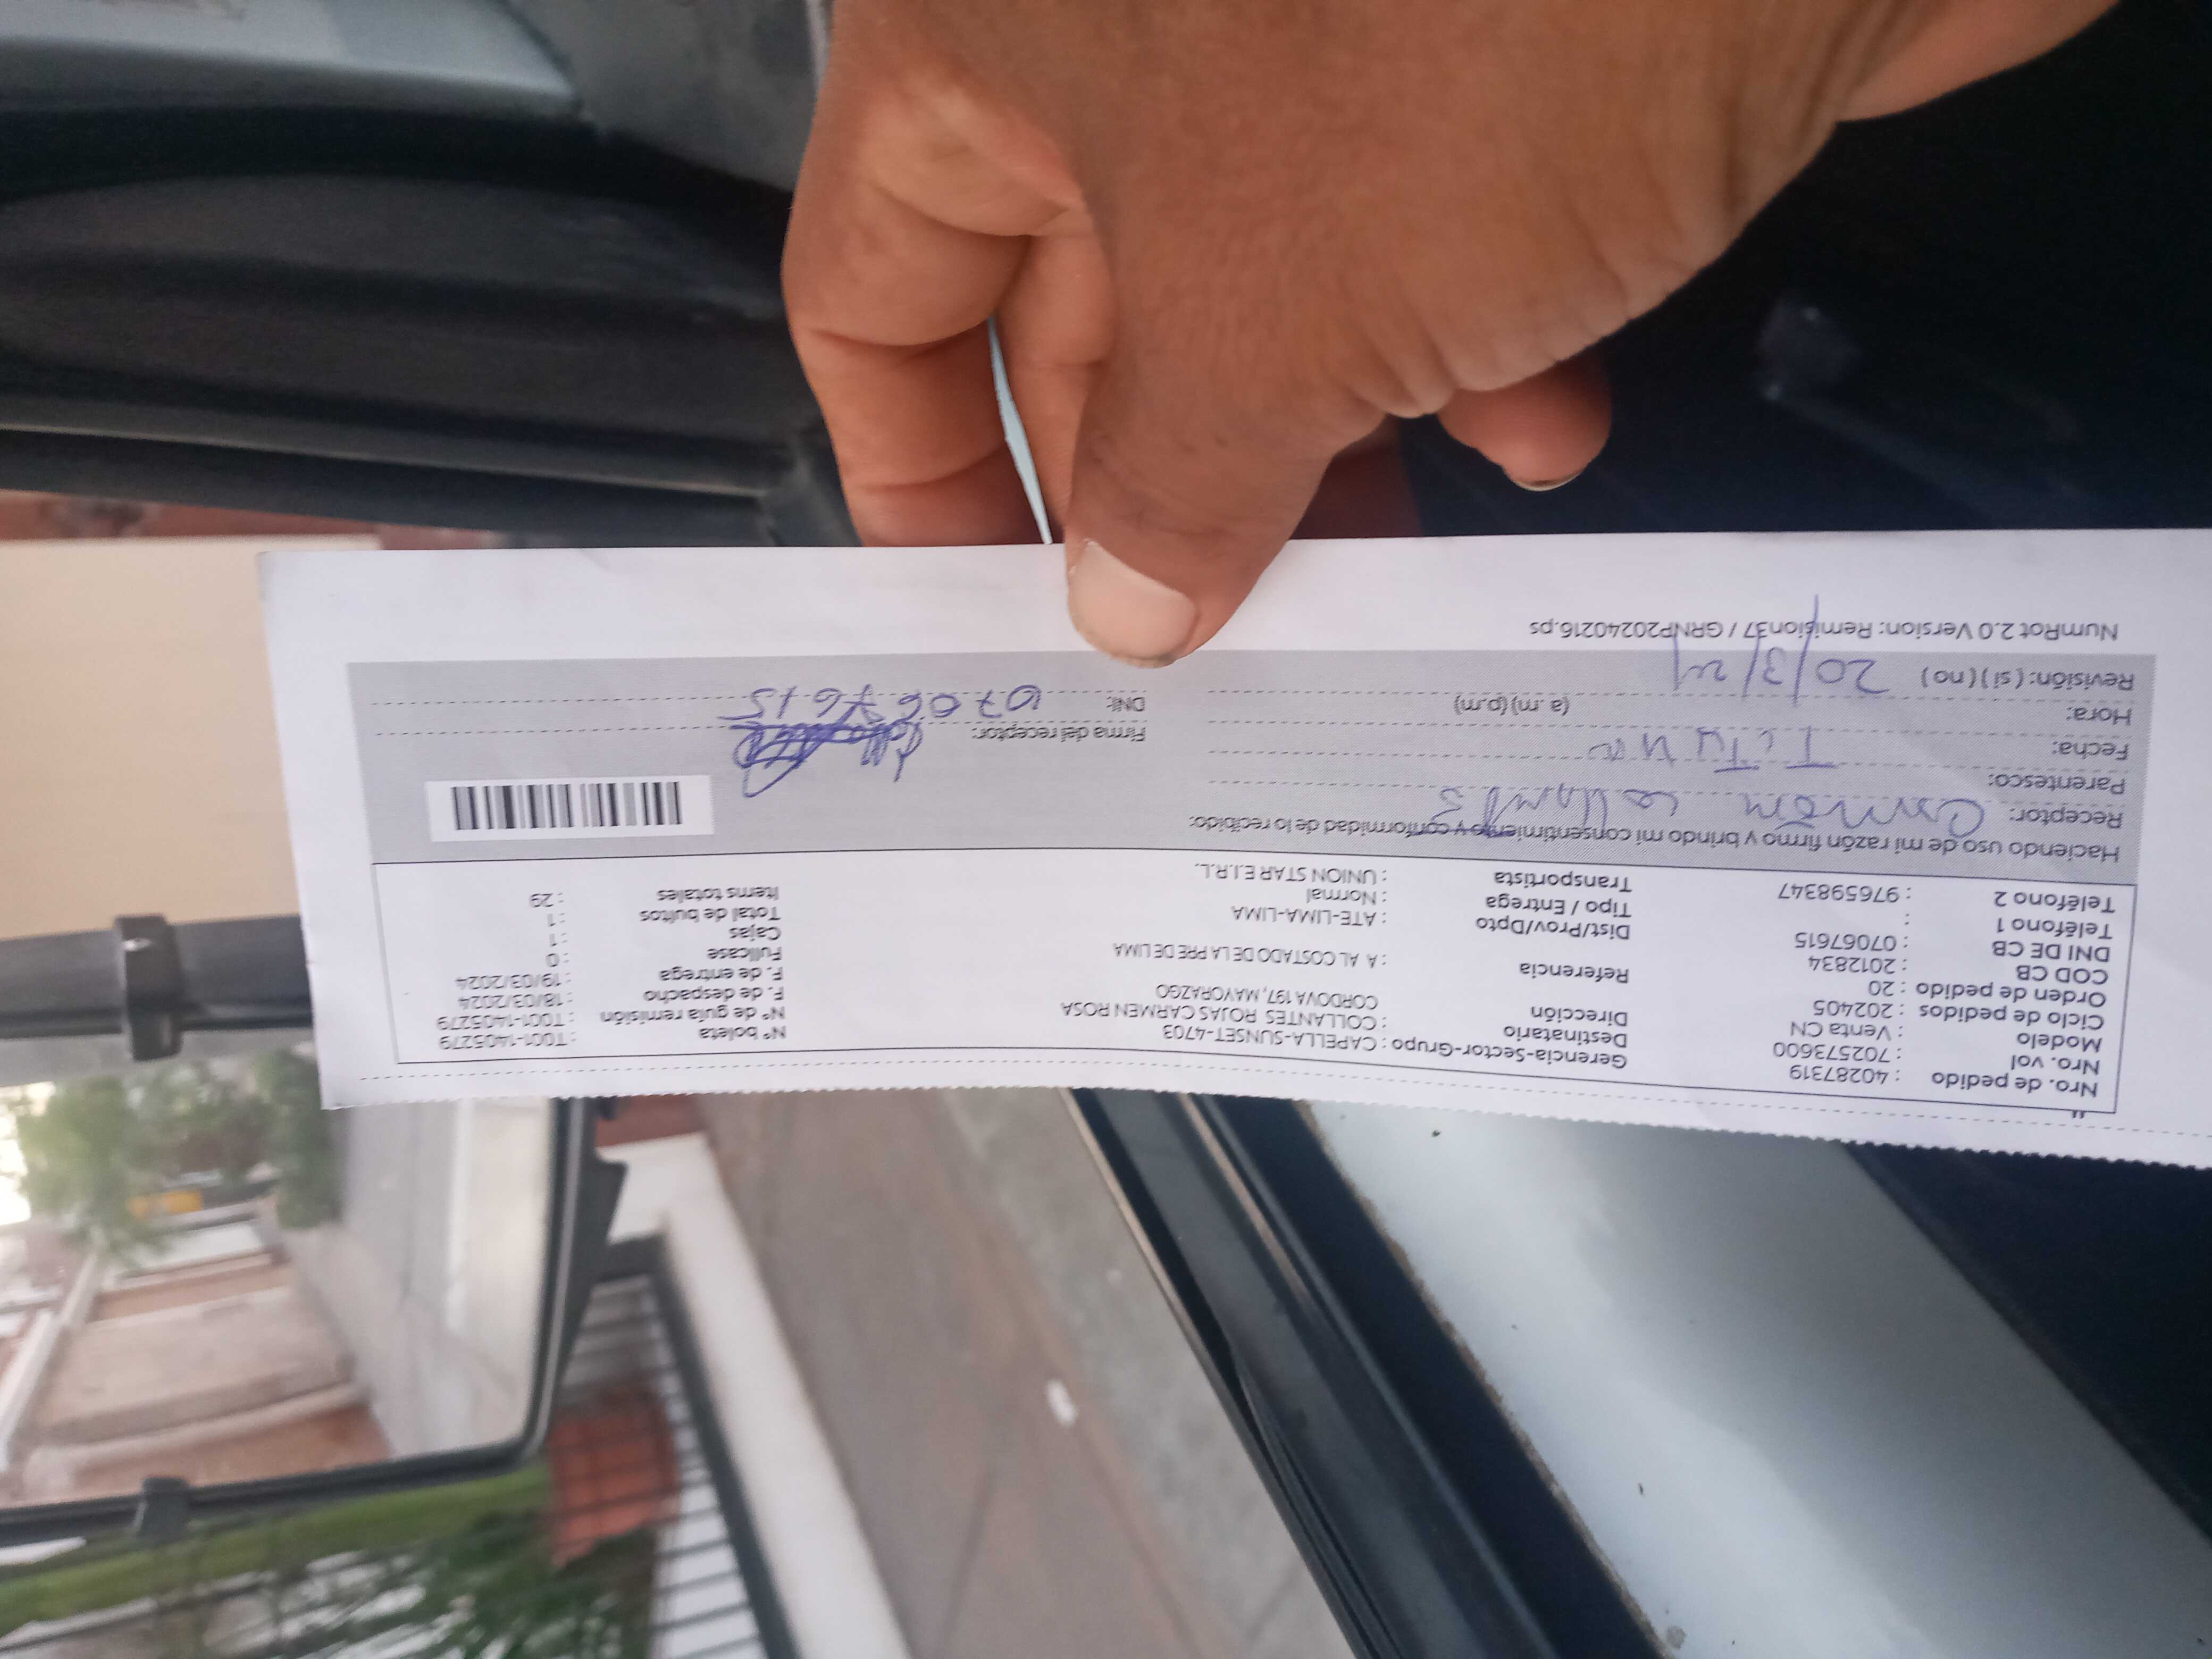 Nro. de pedido : 40287319 Gerencia-Sector-Grupo : CAPELLA-SUNSET-4703 N° boleta : T001-1405279
Nro. vol : 702573600 Destinatario : COLLANTES ROJAS CARMEN ROSA N° de guía remisión : T001-1405279
Modelo : Venta CN Dirección CORDOVA 197, MAYORAZGO F. de despacho : 18/03/2024
Ciclo de pedidos : 202405 Referencia : A AL COSTADO DE LA PRE DE LIMA F. de entrega : 19/03/2024
Orden de pedido : 20 Dist/Prov/Dpto : ATE-LIMA-LIMA Fullcase : 0
COD CB : 2012834 Tipo / Entrega : Normal Cajas : 1
DNI DE CB : 07067615 Transportista : UNION STAR E.I.R.L. Total de bultos : 1
Teléfono 1 : Items totales : 29
Teléfono 2 : 976598347
Haciendo uso de mi razón firmo y brindo mi consentimiento y conformidad de lo recibido:
Receptor: Carmen Collantes
Parentesco: Titular
Fecha:
Hora: (a.m)(p.m)
Revisión: (si)(no) 20/3/24
Firma del receptor:
DNI: 07067615
NumRot 2.0 Version: Remision37 / GRNP20240216.ps